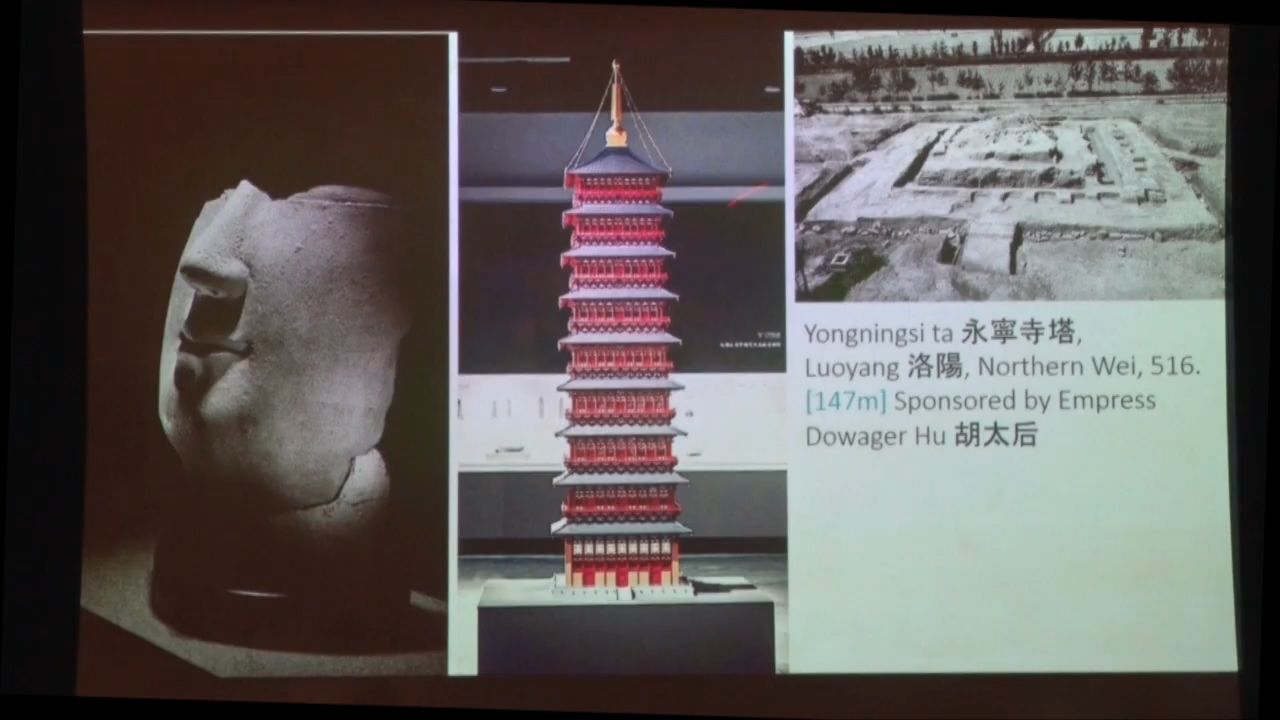 Yongningsi ta 永寧寺塔,
Luoyang 洛陽, Northern Wei, 516.
[147m] Sponsored by Empress
Dowager Hu 胡太后